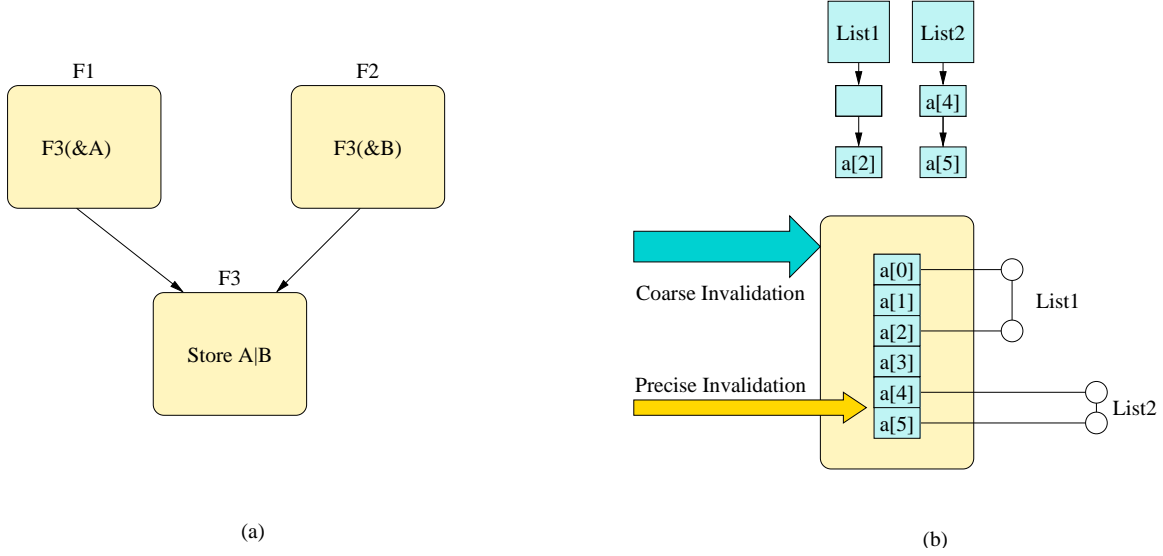 F1
F2
F3(&A)
F3(&B)
F3
Store A|B
(a)
List1
List2
a[4]
a[2]
a[5]
Coarse Invalidation
Precise Invalidation
a[0]
a[1]
a[2]
a[3]
a[4]
a[5]
List1
List2
(b)